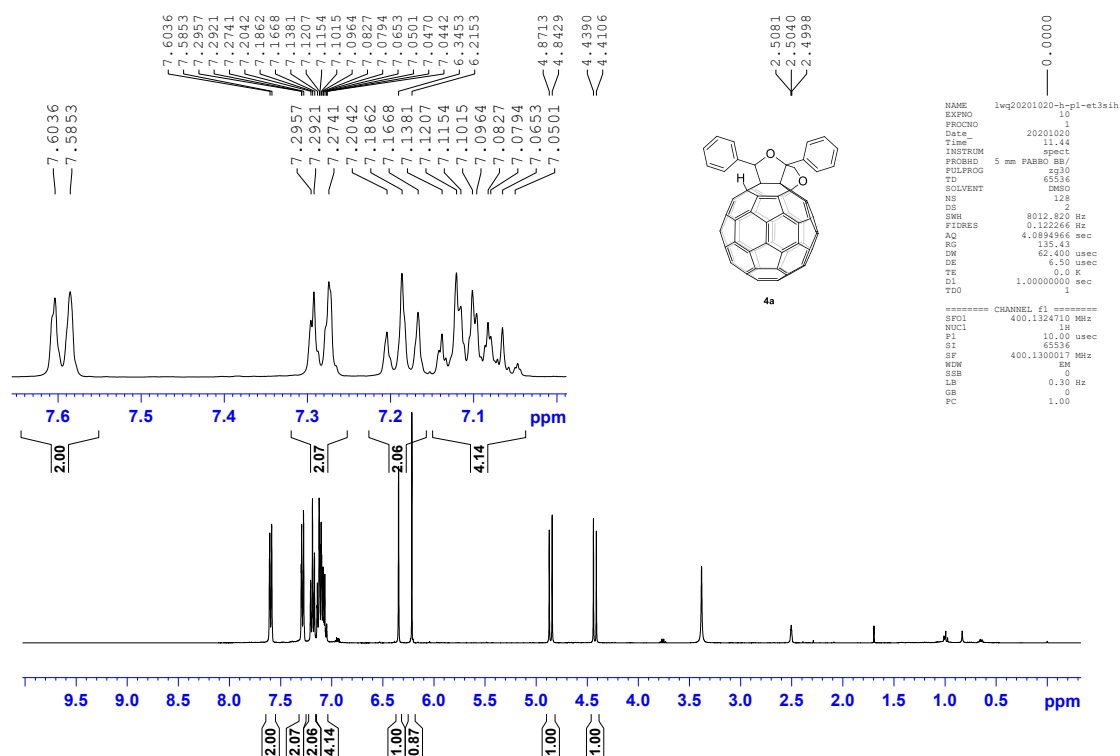 7.6036
7.5853
7.2957
7.2921
7.2741
7.2042
7.1862
7.1668
7.1381
7.1207
7.1154
7.1015
7.0964
7.0827
7.0794
7.0653
7.0501
7.0470
7.0442
6.3453
6.2153
4.8713
4.8429
4.4390
4.4106
2.5081
2.5040
2.4998
0.0000
7.6036
7.5853
7.2957
7.2921
7.2741
7.2042
7.1862
7.1668
7.1381
7.1207
7.1154
7.1015
7.0964
7.0827
7.0794
7.0653
7.0501
O
O
H
4a
NAME lwq20201020-h-p1-et3sih
EXPNO 10
PROCNO 1
Date_ 20201020
Time 11.44
INSTRUM spect
PROBHD 5 mm PABBO BB/
PULPROG zg30
TD 65536
SOLVENT DMSO
NS 128
DS 2
SWH 8012.820 Hz
FIDRES 0.122266 Hz
AQ 4.0894966 sec
RG 135.43
DW 62.400 usec
DE 6.50 usec
TE 0.0 K
D1 1.00000000 sec
TD0 1
======== CHANNEL f1 ========
SFO1 400.1324710 MHz
NUC1 1H
P1 10.00 usec
SI 65536
SF 400.1300017 MHz
WDW EM
SSB 0
LB 0.30 Hz
GB 0
PC 1.00
7.6 7.5 7.4 7.3 7.2 7.1 ppm
2.00 2.07 2.06 4.14
9.5 9.0 8.5 8.0 7.5 7.0 6.5 6.0 5.5 5.0 4.5 4.0 3.5 3.0 2.5 2.0 1.5 1.0 0.5 ppm
2.00 2.07 2.06 4.14 1.00 0.87 1.00 1.00